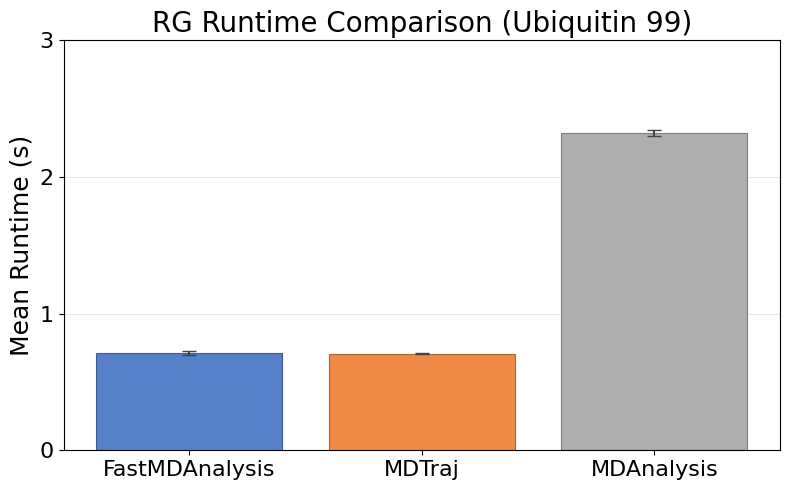 RG Runtime Comparison (Ubiquitin 99)
Mean Runtime (s)
3
2
1
0
FastMDAnalysis
MDTraj
MDAnalysis